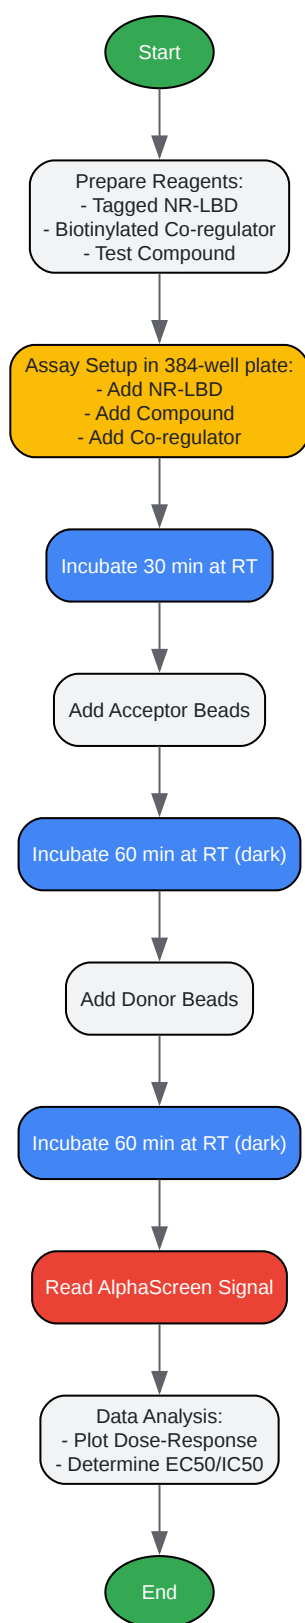 Start
Prepare Reagents:
- Tagged NR-LBD
- Biotinylated Co-regulator
- Test Compound
Assay Setup in 384-well plate:
- Add NR-LBD
- Add Compound
- Add Co-regulator
Incubate 30 min at RT
Add Acceptor Beads
Incubate 60 min at RT (dark)
Add Donor Beads
Incubate 60 min at RT (dark)
Read AlphaScreen Signal
Data Analysis:
- Plot Dose-Response
- Determine EC50/IC50
End